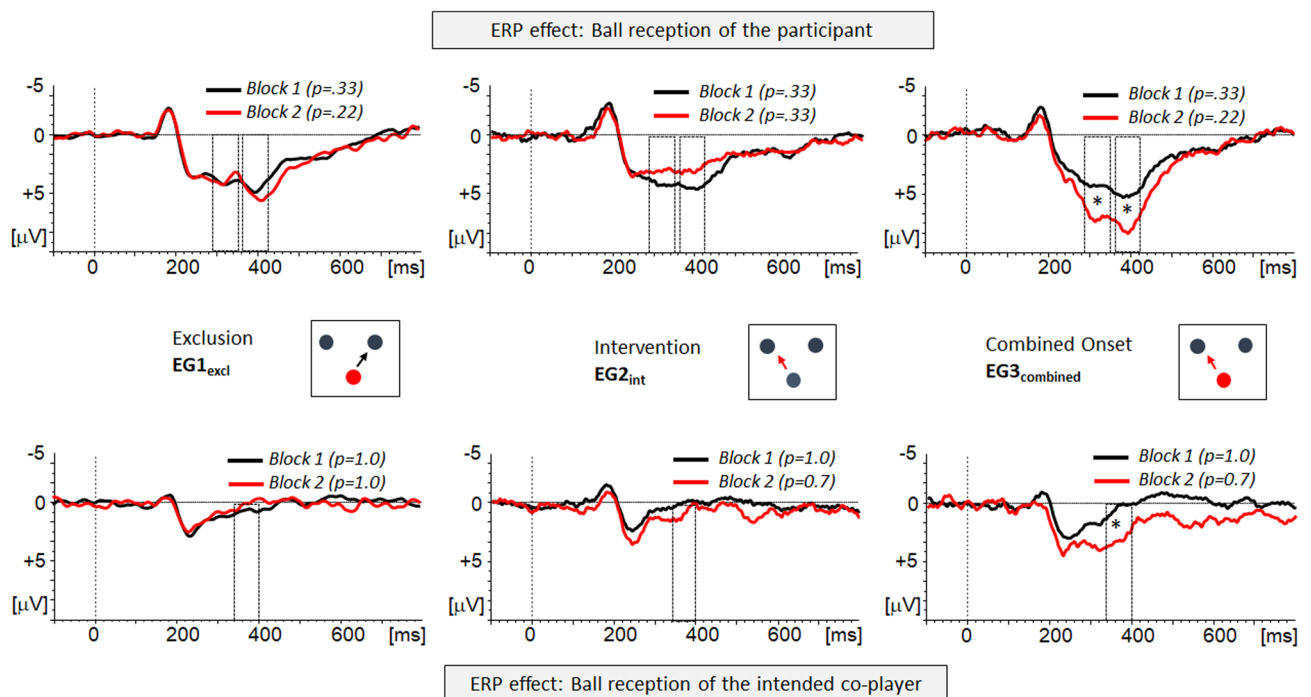 ERP effect: Ball reception of the participant
-5
0
+5
[µV]
Block 1 (p=.33)
Block 2 (p=.22)
0 200 400 600 [ms]
-5
0
+5
[µV]
Block 1 (p=.33)
Block 2 (p=.33)
0 200 400 600 [ms]
-5
0
+5
[µV]
Block 1 (p=.33)
Block 2 (p=.22)
* *
0 200 400 600 [ms]
Exclusion
EG1excl
Intervention
EG2int
Combined Onset
EG3combined
-5
0
+5
[µV]
Block 1 (p=1.0)
Block 2 (p=1.0)
0 200 400 600 [ms]
-5
0
+5
[µV]
Block 1 (p=1.0)
Block 2 (p=0.7)
0 200 400 600 [ms]
-5
0
+5
[µV]
Block 1 (p=1.0)
Block 2 (p=0.7)
*
0 200 400 600 [ms]
ERP effect: Ball reception of the intended co-player